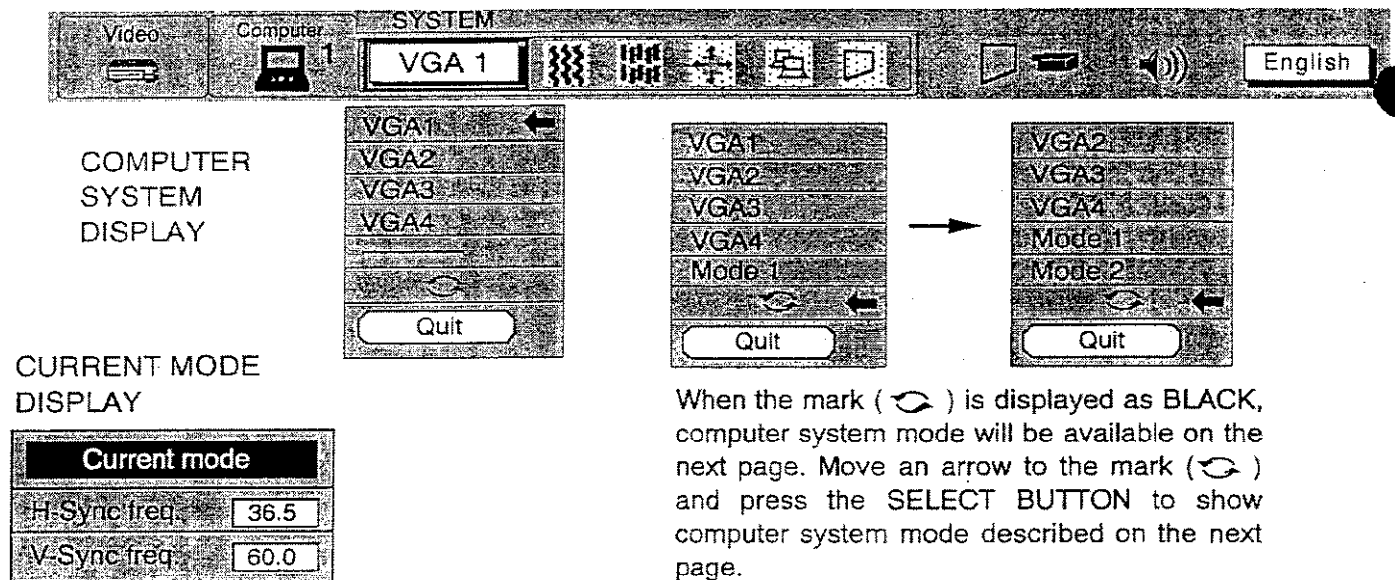 Video
Computer
1
SYSTEM
VGA 1
English
COMPUTER
SYSTEM
DISPLAY
VGA1
VGA2
VGA3
VGA4
Quit
VGA1
VGA2
VGA3
VGA4
Mode 1
Quit
VGA2
VGA3
VGA4
Mode 1
Mode 2
Quit
CURRENT MODE
DISPLAY
Current mode
H-Sync freq. 36.5
V-Sync freq. 60.0
When the mark ( ) is displayed as BLACK,
computer system mode will be available on the
next page. Move an arrow to the mark ( )
and press the SELECT BUTTON to show
computer system mode described on the next
page.